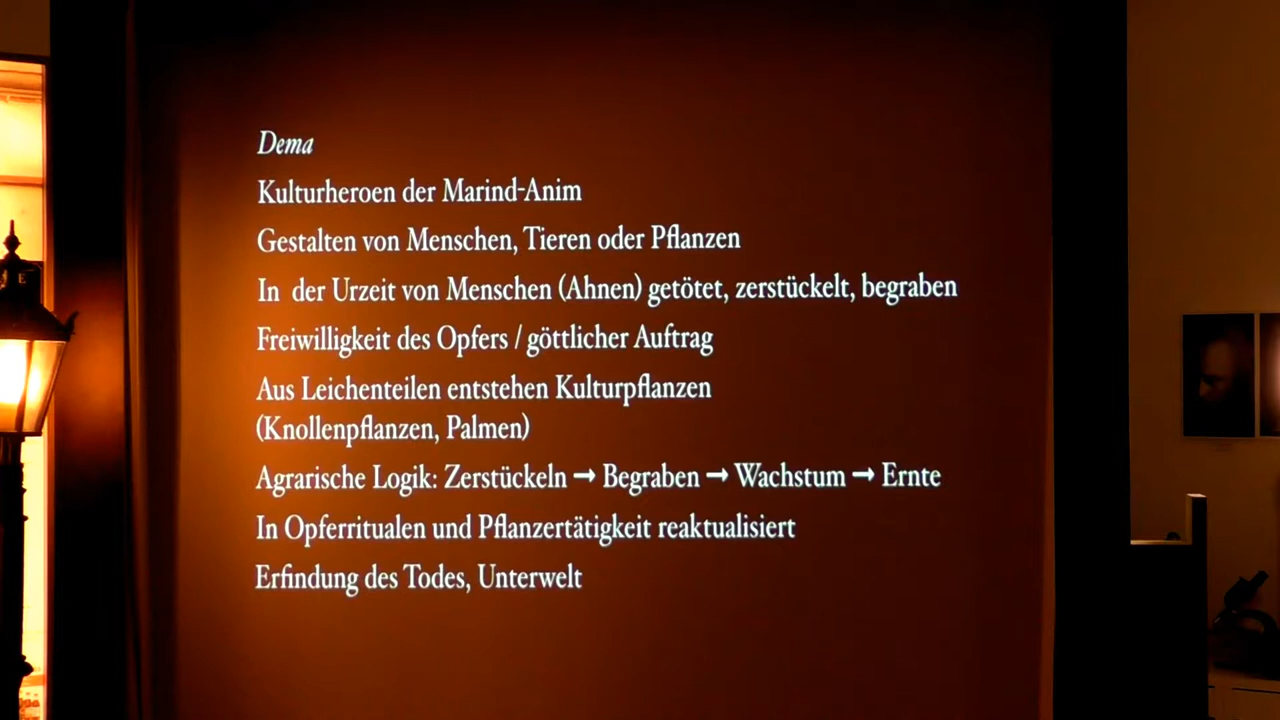 Dema
Kulturheroen der Marind-Anim
Gestalten von Menschen, Tieren oder Pflanzen
In der Urzeit von Menschen (Ahnen) getötet, zerstückelt, begraben
Freiwilligkeit des Opfers / göttlicher Auftrag
Aus Leichenteilen entstehen Kulturpflanzen
(Knollenpflanzen, Palmen)
Agrarische Logik: Zerstückeln → Begraben → Wachstum → Ernte
In Opferritualen und Pflanzertätigkeit reaktualisiert
Erfindung des Todes, Unterwelt